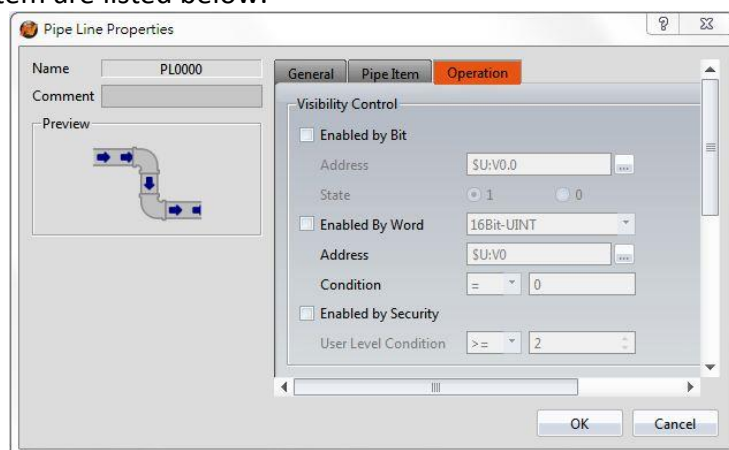 tem are listed below.
Pipe Line Properties
Name PL0000
Comment
Preview
General Pipe Item Operation
Visibility Control
Enabled by Bit
Address $U:V0.0 ...
State 1 0
Enabled By Word 16Bit-UINT
Address $U:V0 ...
Condition = 0
Enabled by Security
User Level Condition >= 2
OK Cancel